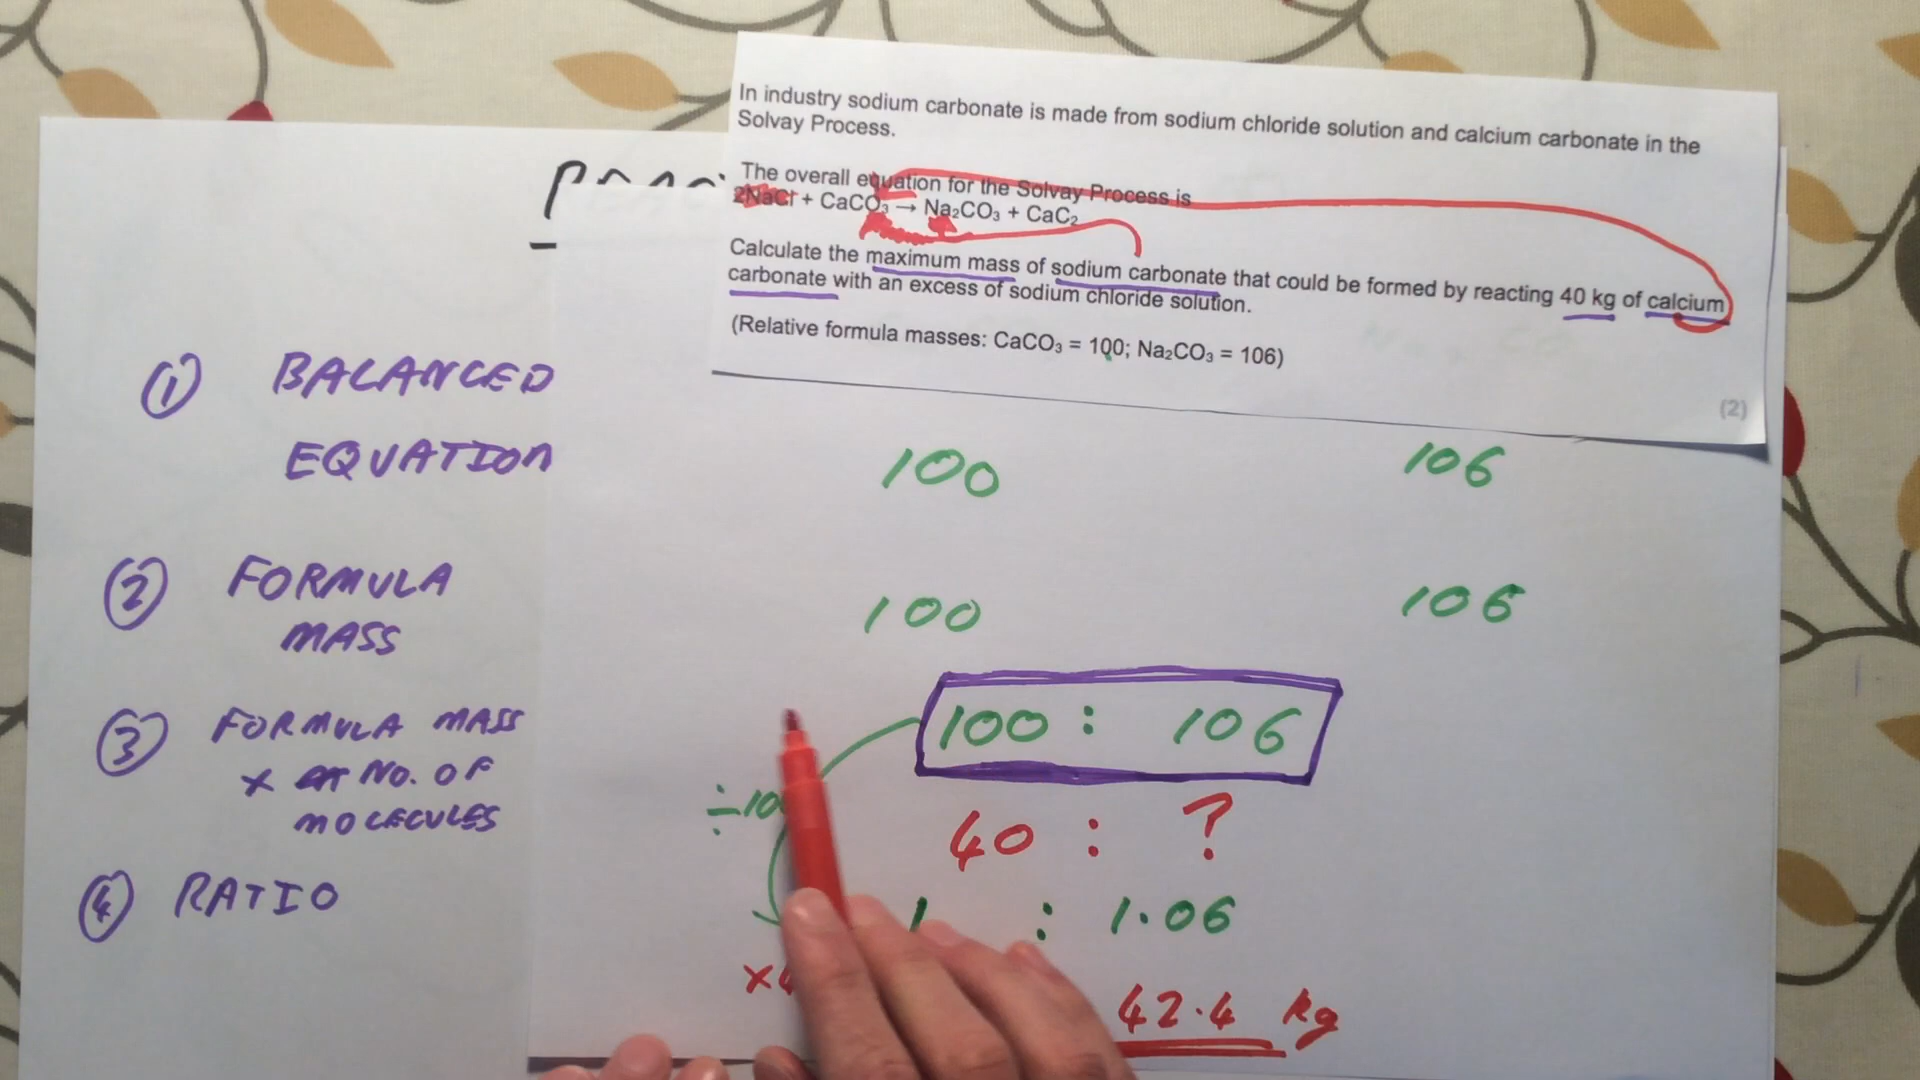 In industry sodium carbonate is made from sodium chloride solution and calcium carbonate in the
Solvay Process.
The overall equation for the Solvay Process is
2NaCl + CaCO₃ → Na₂CO₃ + CaC₂
Calculate the maximum mass of sodium carbonate that could be formed by reacting 40 kg of calcium
carbonate with an excess of sodium chloride solution.
(Relative formula masses: CaCO₃ = 100; Na₂CO₃ = 106)
(2)
① BALANCED
EQUATION
② FORMULA
MASS
③ FORMULA MASS
× NO. OF
MOLECULES
④ RATIO
100 106
100 106
100 : 106
÷10
40 : ?
1 : 1.06
×4
42.4 kg